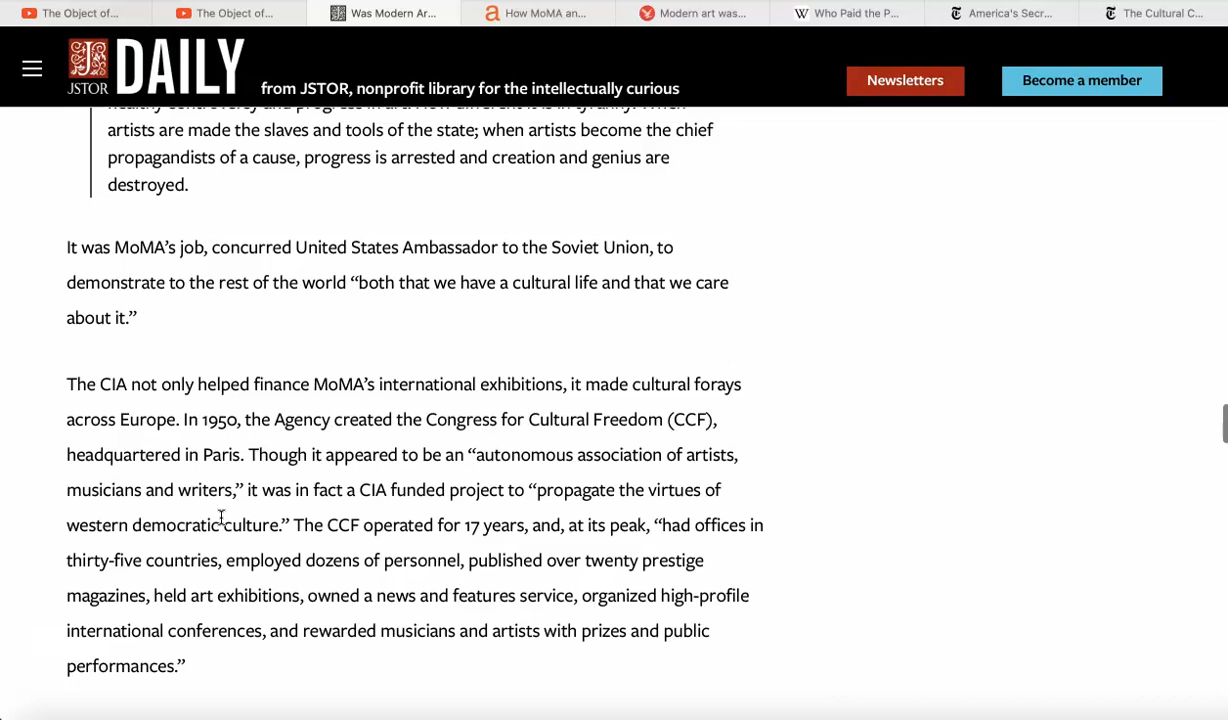 The Object of...
The Object of...
Was Modern Ar...
How MoMA an...
Modern art was...
W Who Paid the P...
America's Secr...
The Cultural C...
JSTOR DAILY
from JSTOR, nonprofit library for the intellectually curious
Newsletters
Become a member
artists are made the slaves and tools of the state; when artists become the chief
propagandists of a cause, progress is arrested and creation and genius are
destroyed.
It was MoMA’s job, concurred United States Ambassador to the Soviet Union, to
demonstrate to the rest of the world “both that we have a cultural life and that we care
about it.”
The CIA not only helped finance MoMA’s international exhibitions, it made cultural forays
across Europe. In 1950, the Agency created the Congress for Cultural Freedom (CCF),
headquartered in Paris. Though it appeared to be an “autonomous association of artists,
musicians and writers,” it was in fact a CIA funded project to “propagate the virtues of
western democratic culture.” The CCF operated for 17 years, and, at its peak, “had offices in
thirty-five countries, employed dozens of personnel, published over twenty prestige
magazines, held art exhibitions, owned a news and features service, organized high-profile
international conferences, and rewarded musicians and artists with prizes and public
performances.”